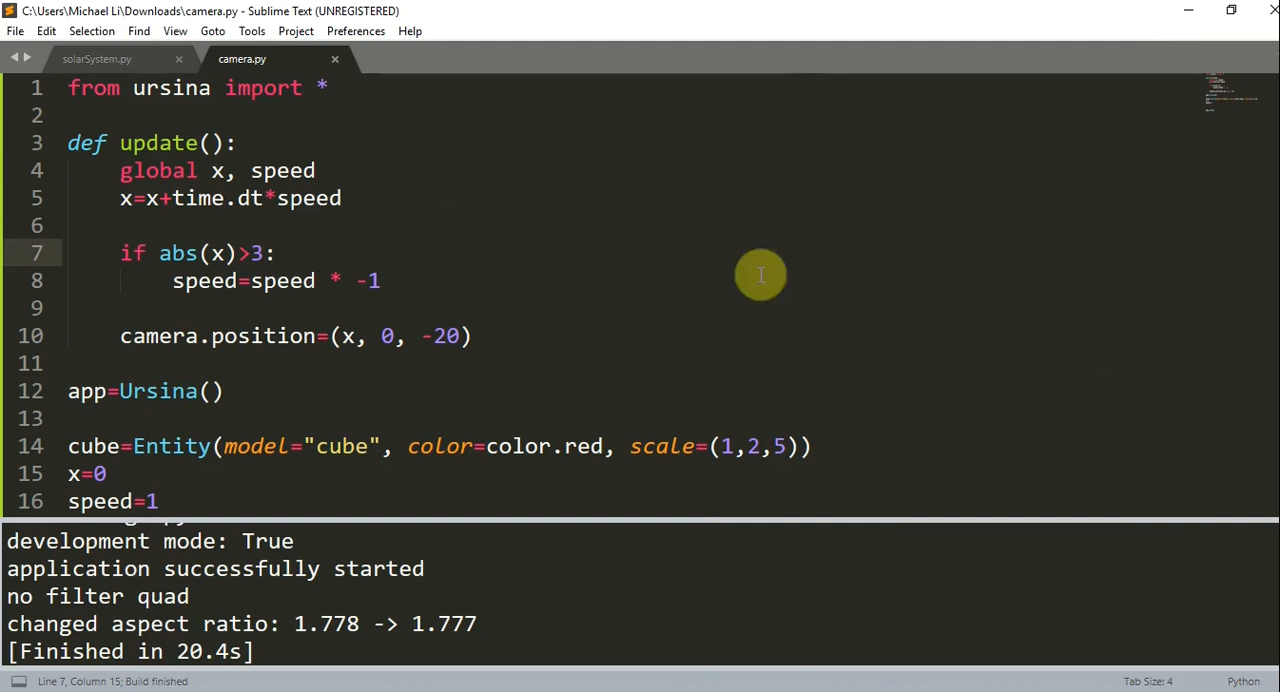 C:\Users\Michael Li\Downloads\camera.py - Sublime Text (UNREGISTERED)
File Edit Selection Find View Goto Tools Project Preferences Help
solarSystem.py camera.py
1 from ursina import *
2
3 def update():
4 global x, speed
5 x=x+time.dt*speed
6
7 if abs(x)>3:
8 speed=speed * -1
9
10 camera.position=(x, 0, -20)
11
12 app=Ursina()
13
14 cube=Entity(model="cube", color=color.red, scale=(1,2,5))
15 x=0
16 speed=1
development mode: True
application successfully started
no filter quad
changed aspect ratio: 1.778 -> 1.777
[Finished in 20.4s]
Line 7, Column 15; Build finished Tab Size: 4 Python